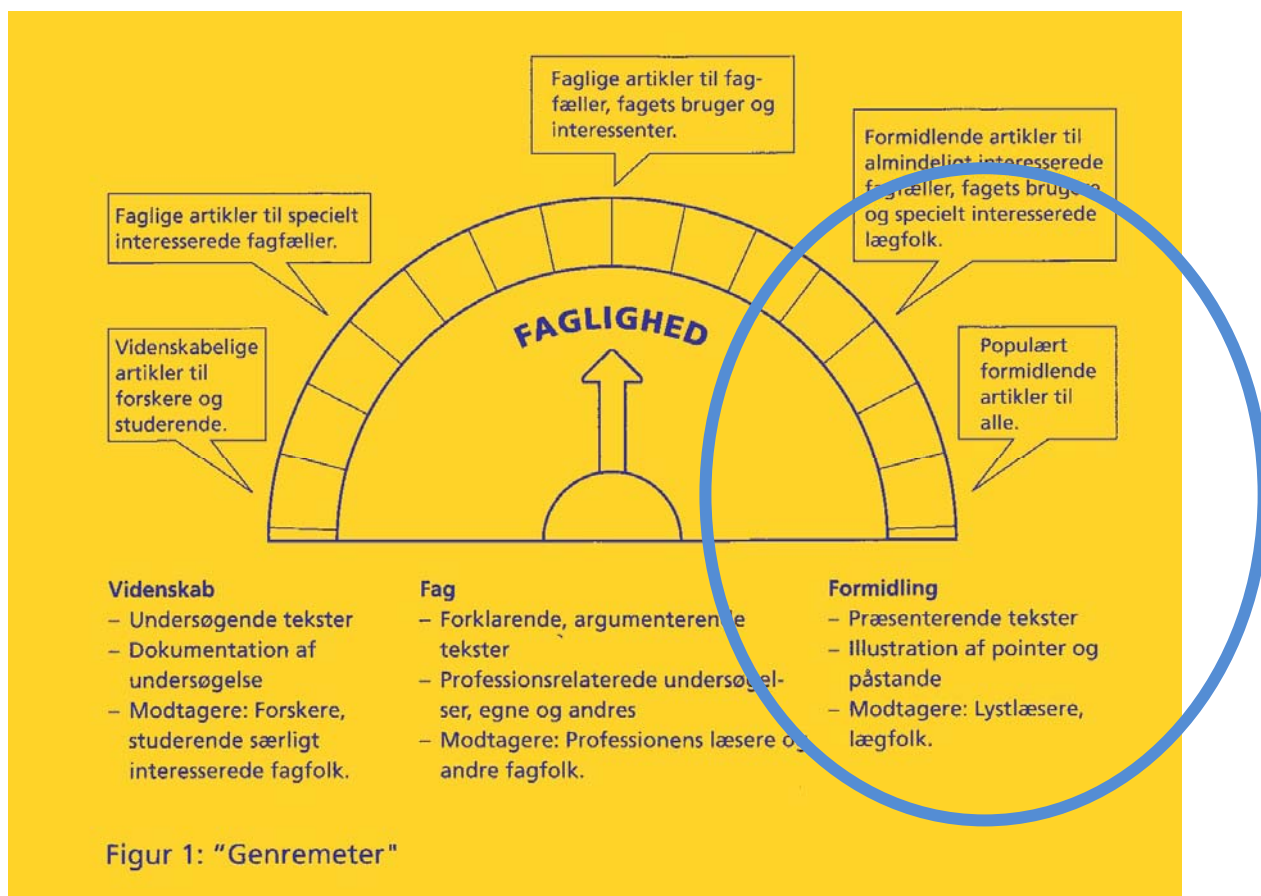 Faglige artikler til fag-
fæller, fagets bruger og
interessenter.
Formidlende artikler til
almindeligt interesserede
fagfæller, fagets brugere
og specielt interesserede
lægfolk.
Faglige artikler til specielt
interesserede fagfæller.
FAGLIGHED
Videnskabelige
artikler til
forskere og
studerende.
Populært
formidlende
artikler til
alle.
Videnskab
– Undersøgende tekster
– Dokumentation af
undersøgelse
– Modtagere: Forskere,
studerende særligt
interesserede fagfolk.
Fag
– Forklarende, argumenterende
tekster
– Professionsrelaterede undersøgel-
ser, egne og andres
– Modtagere: Professionens læsere og
andre fagfolk.
Formidling
– Præsenterende tekster
– Illustration af pointer og
påstande
– Modtagere: Lystlæsere,
lægfolk.
Figur 1: "Genremeter"